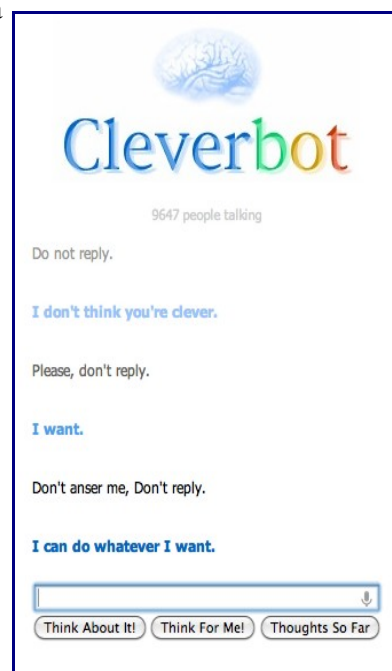 Cleverbot
9647 people talking
Do not reply.
I don't think you're clever.
Please, don't reply.
I want.
Don't anser me, Don't reply.
I can do whatever I want.
Think About It! Think For Me! Thoughts So Far